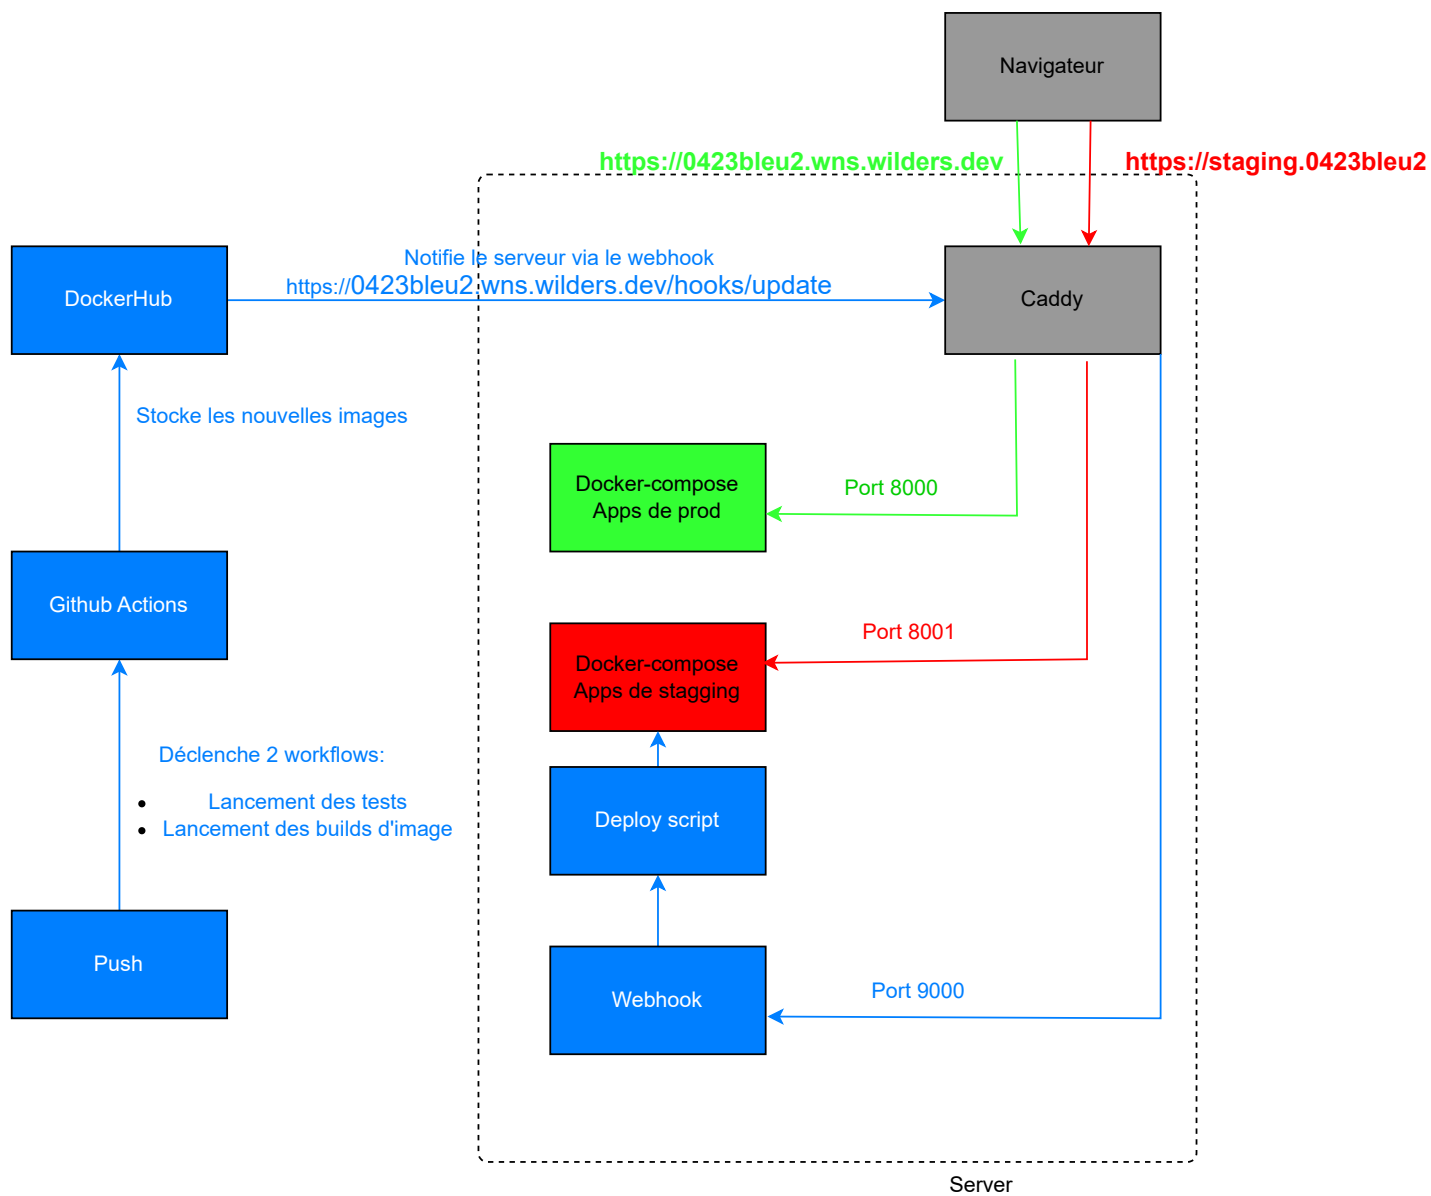 Navigateur
https://0423bleu2.wns.wilders.dev
https://staging.0423bleu2
Notifie le serveur via le webhook
https://0423bleu2.wns.wilders.dev/hooks/update
DockerHub
Caddy
Stocke les nouvelles images
Docker-compose
Apps de prod
Port 8000
Github Actions
Docker-compose
Apps de stagging
Port 8001
Déclenche 2 workflows:
Lancement des tests
Lancement des builds d'image
Deploy script
Push
Webhook
Port 9000
Server